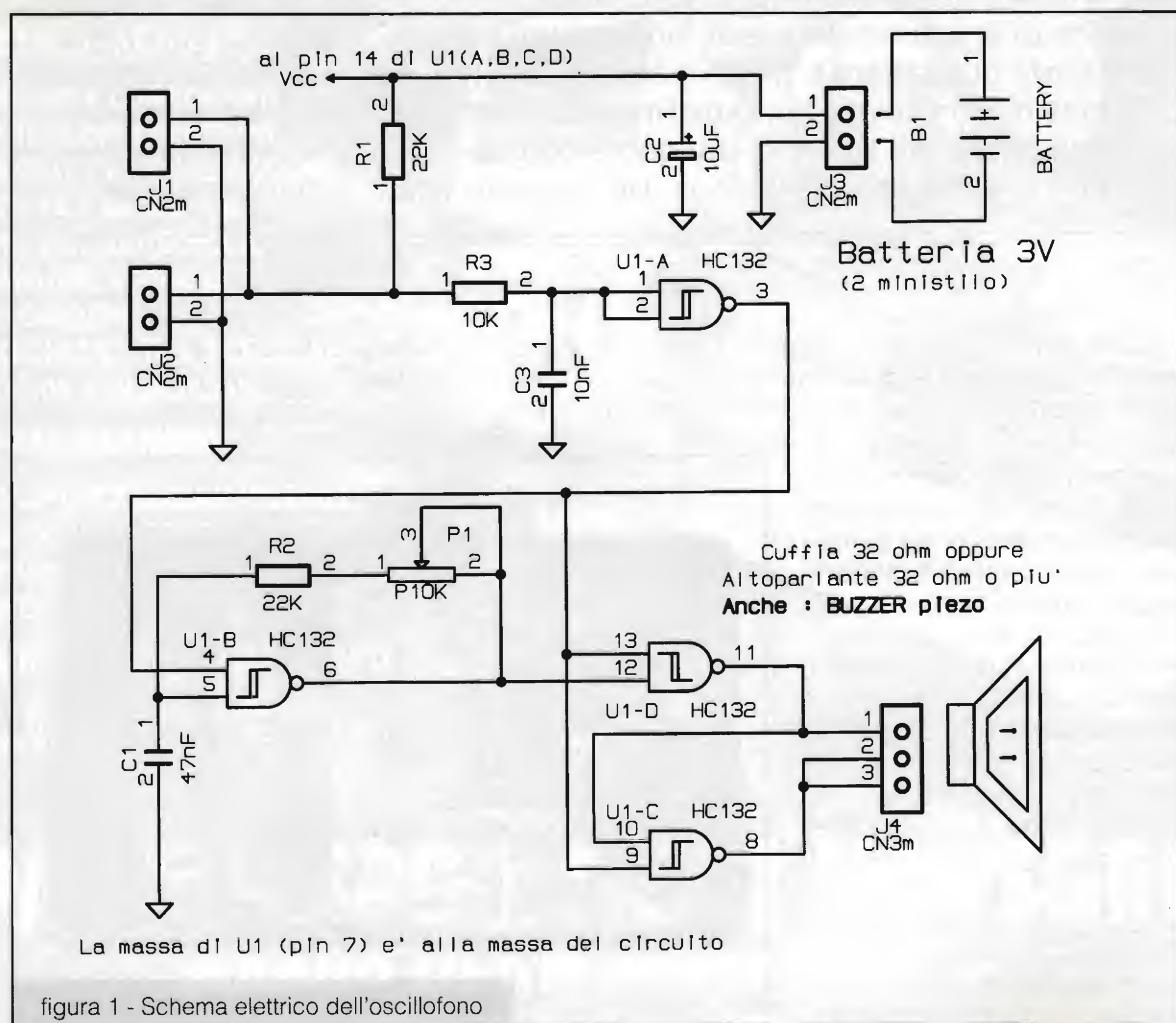 al pin 14 di U1(A,B,C,D)
Vcc
1
2
J1
CN2m
2
R1
22K
1
1
C2
10uF
2
1
2
J3
CN2m
B1
1
BATTERY
2
Batteria 3V
(2 ministilo)
1
2
J2
CN2m
R3
1
2
10K
1
C3
10nF
2
U1-A HC132
1
2
3
R2
1
2
22K
3
P1
1
2
P10K
U1-B HC132
4
5
6
1
C1
47nF
2
Cuffia 32 ohm oppure
Altoparlante 32 ohm o piu'
Anche : BUZZER piezo
13
12
11
U1-D HC132
U1-C HC132
10
9
8
1
2
3
J4
CN3m
La massa di U1 (pin 7) e' alla massa del circuito
figura 1 - Schema elettrico dell'oscillofono